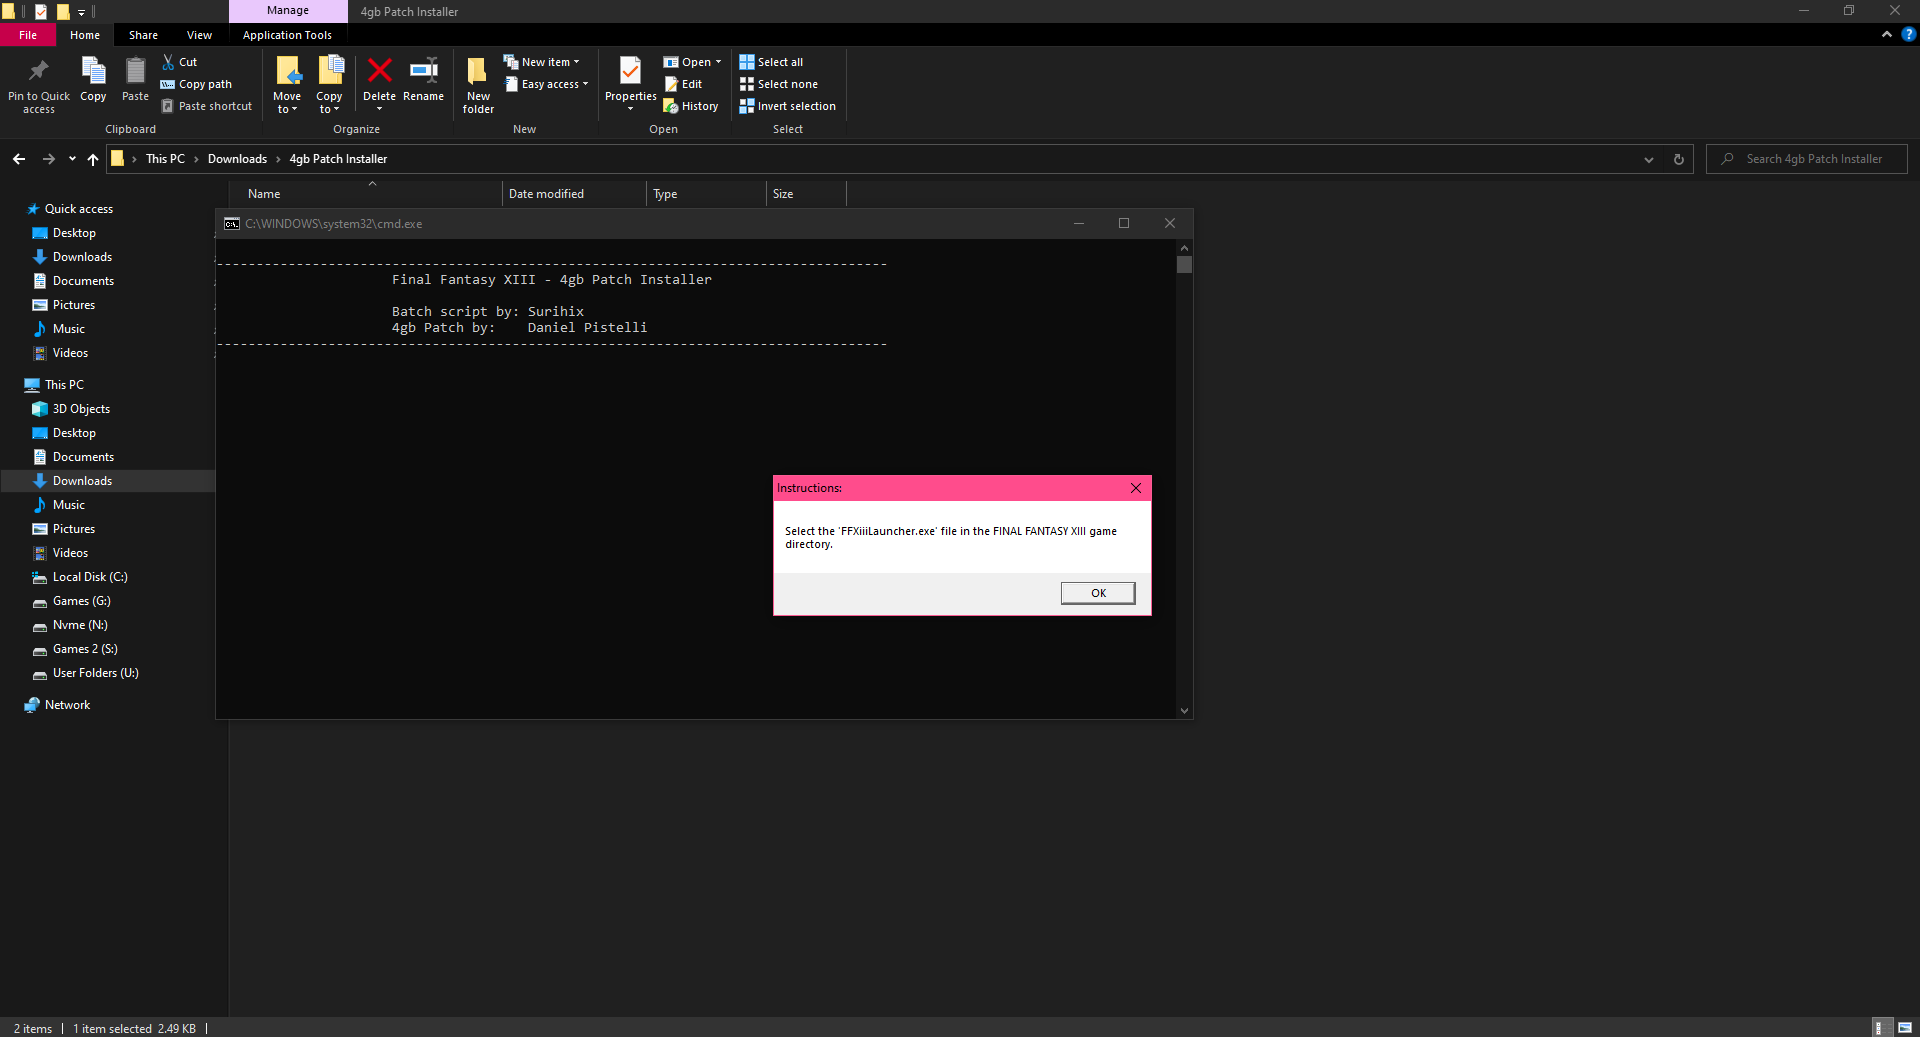 Manage
4gb Patch Installer
File
Home
Share
View
Application Tools
Pin to Quick access
Copy
Paste
Cut
Copy path
Paste shortcut
Clipboard
Move to
Copy to
Delete
Rename
Organize
New folder
New item
Easy access
New
Properties
Open
Edit
History
Open
Select all
Select none
Invert selection
Select
This PC
Downloads
4gb Patch Installer
Search 4gb Patch Installer
Name
Date modified
Type
Size
Quick access
Desktop
Downloads
Documents
Pictures
Music
Videos
This PC
3D Objects
Desktop
Documents
Downloads
Music
Pictures
Videos
Local Disk (C:)
Games (G:)
Nvme (N:)
Games 2 (S:)
User Folders (U:)
Network
C:\WINDOWS\system32\cmd.exe
------------------------------------------------------------------------------------
Final Fantasy XIII - 4gb Patch Installer
Batch script by: Surihix
4gb Patch by:    Daniel Pistelli
------------------------------------------------------------------------------------
Instructions:
Select the 'FFXiiiLauncher.exe' file in the FINAL FANTASY XIII game
directory.
OK
2 items
1 item selected 2.49 KB